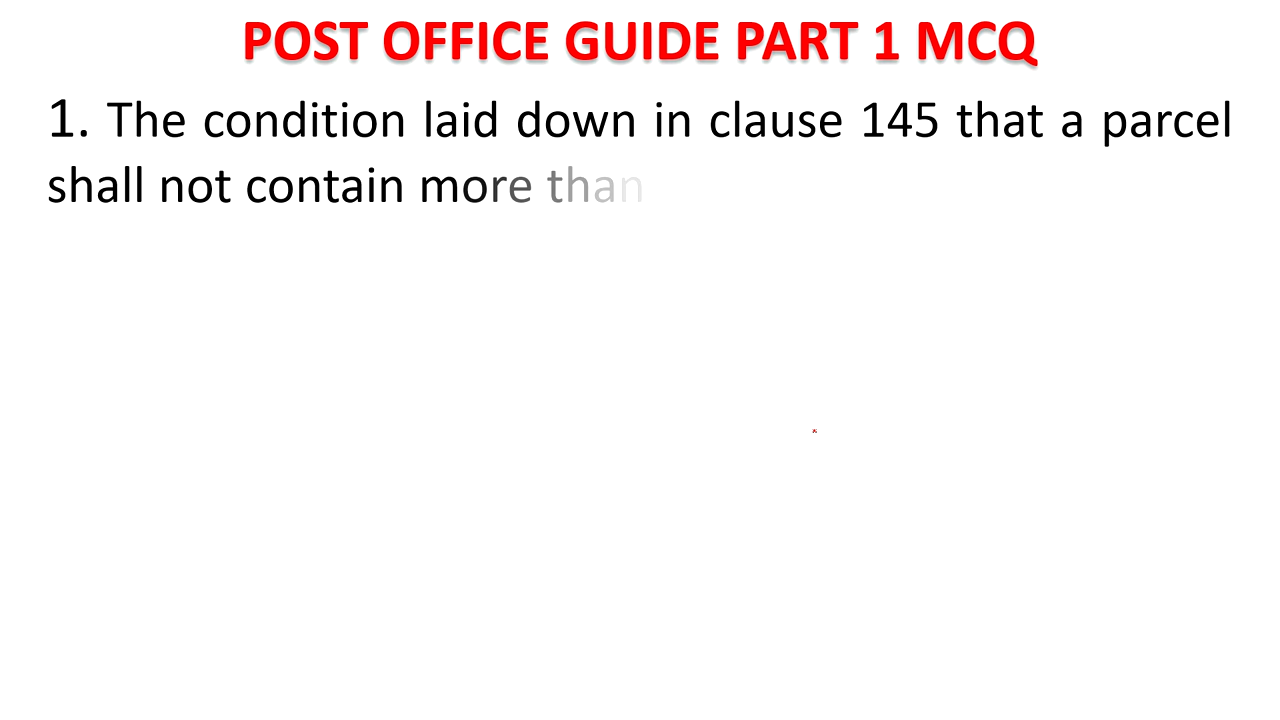 POST OFFICE GUIDE PART 1 MCQ
1. The condition laid down in clause 145 that a parcel
shall not contain more than